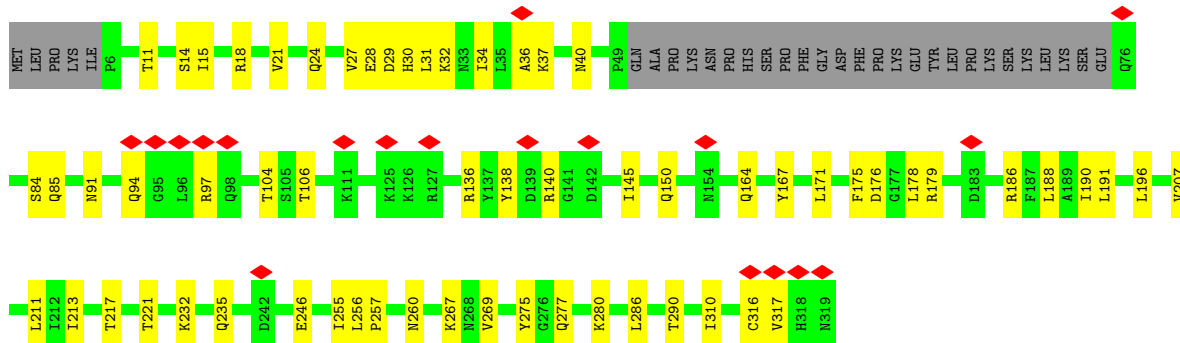 MET LEU PRO LYS ILE P6 T11 S14 I15 R18 V21 Q24 V27 E28 D29 H30 L31 K32 N33 I34 L35 A36 K37 N40 P49 GLN ALA PRO LYS ASN PRO HIS SER PRO PHE GLY ASP PHE PRO LYS GLU TYR LEU PRO LYS SER LYS LEU LYS SER GLU Q76
S84 Q85 N91 Q94 G95 L96 R97 Q98 T104 S105 T106 K111 K125 K126 R127 R136 Y137 Y138 D139 R140 G141 D142 I145 Q150 N154 Q164 Y167 L171 F175 D176 G177 L178 R179 D183 R186 F187 L188 A189 I190 L191 L196 V207
L211 I212 I213 T217 T221 K232 Q235 D242 E246 I255 L256 P257 N260 K267 N268 V269 Y275 G276 Q277 K280 L286 T290 I310 C316 V317 H318 N319